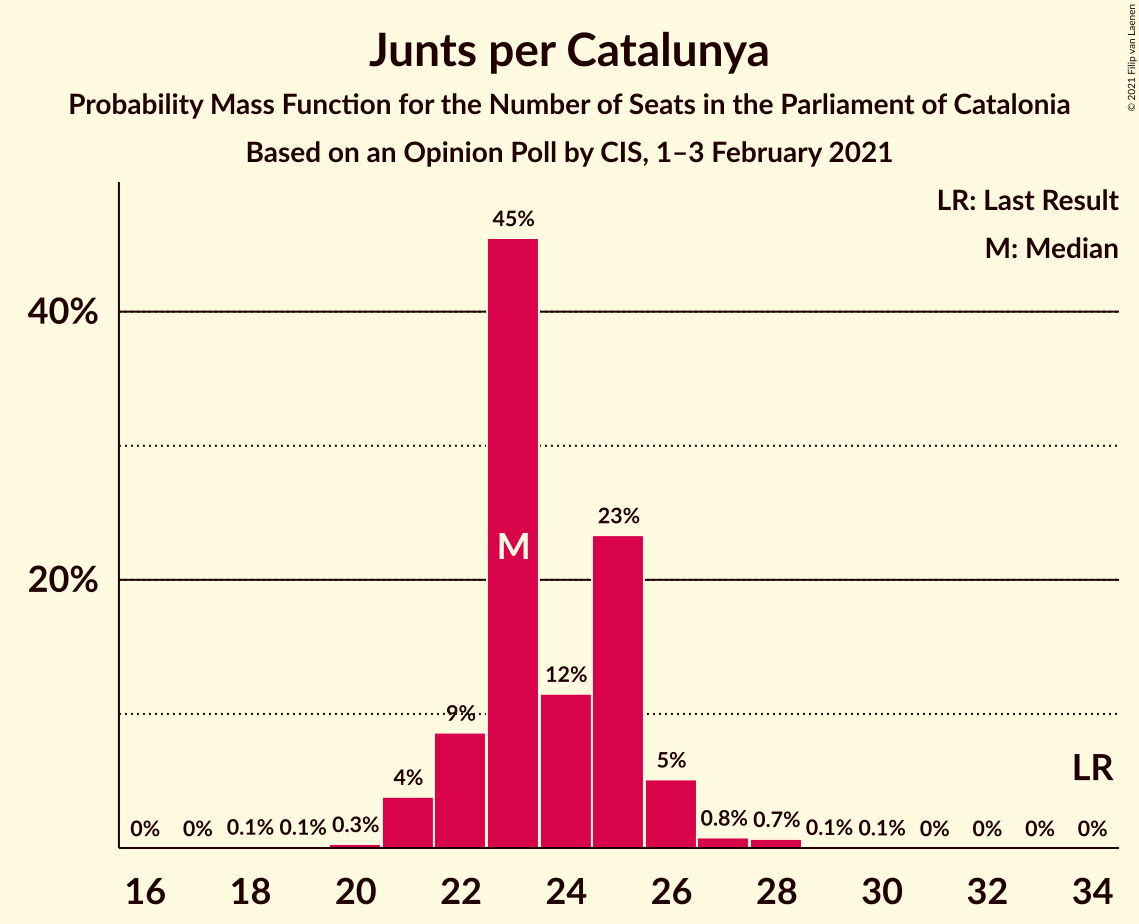 Junts per Catalunya
Probability Mass Function for the Number of Seats in the Parliament of Catalonia
Based on an Opinion Poll by CIS, 1–3 February 2021
© 2021 Filip van Laenen
LR: Last Result
M: Median
45%
40%
23%
M
20%
12%
9%
4%
5%
LR
0% 0% 0.1% 0.1% 0.3% 0.8% 0.7% 0.1% 0.1% 0% 0% 0% 0%
16 18 20 22 24 26 28 30 32 34